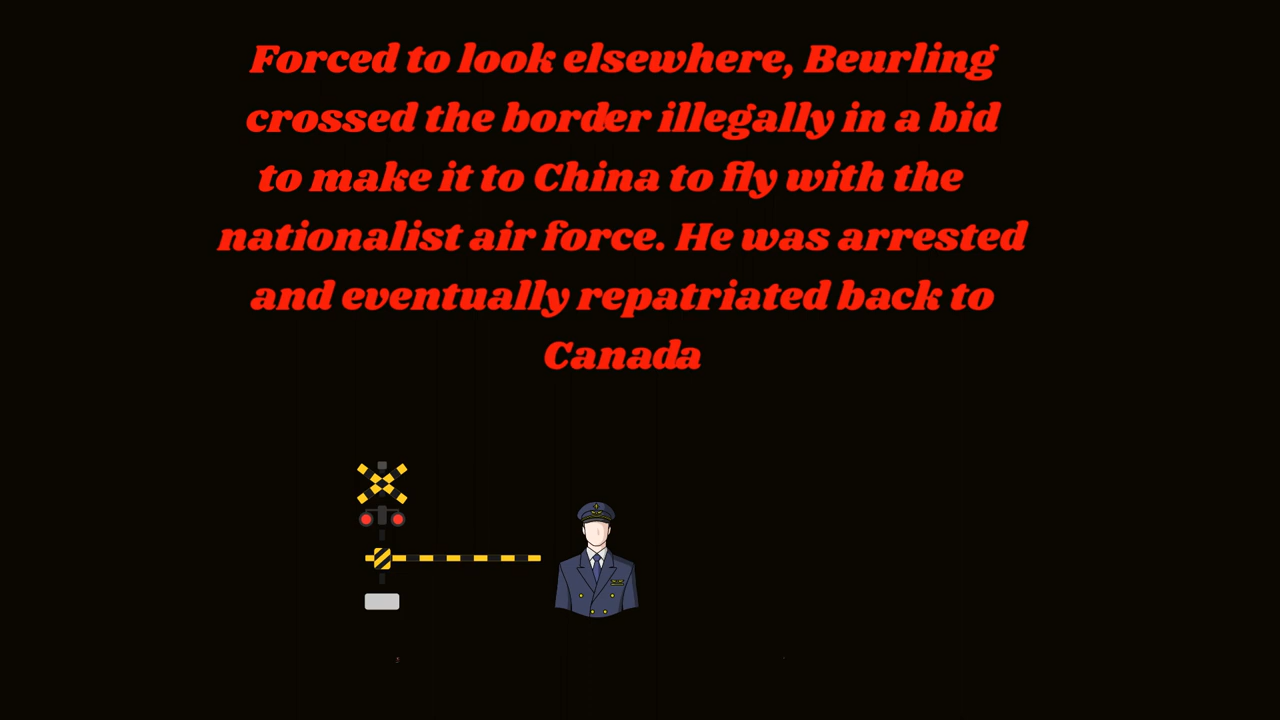 Forced to look elsewhere, Beurling
crossed the border illegally in a bid
to make it to China to fly with the
nationalist air force. He was arrested
and eventually repatriated back to
Canada